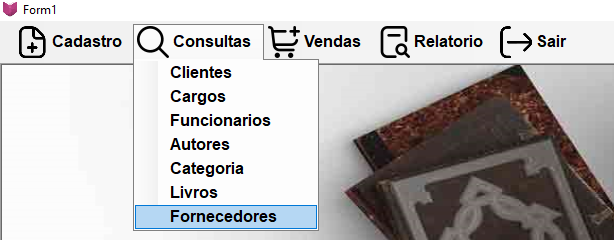 Form1
Cadastro Consultas Vendas Relatorio Sair
Clientes
Cargos
Funcionarios
Autores
Categoria
Livros
Fornecedores